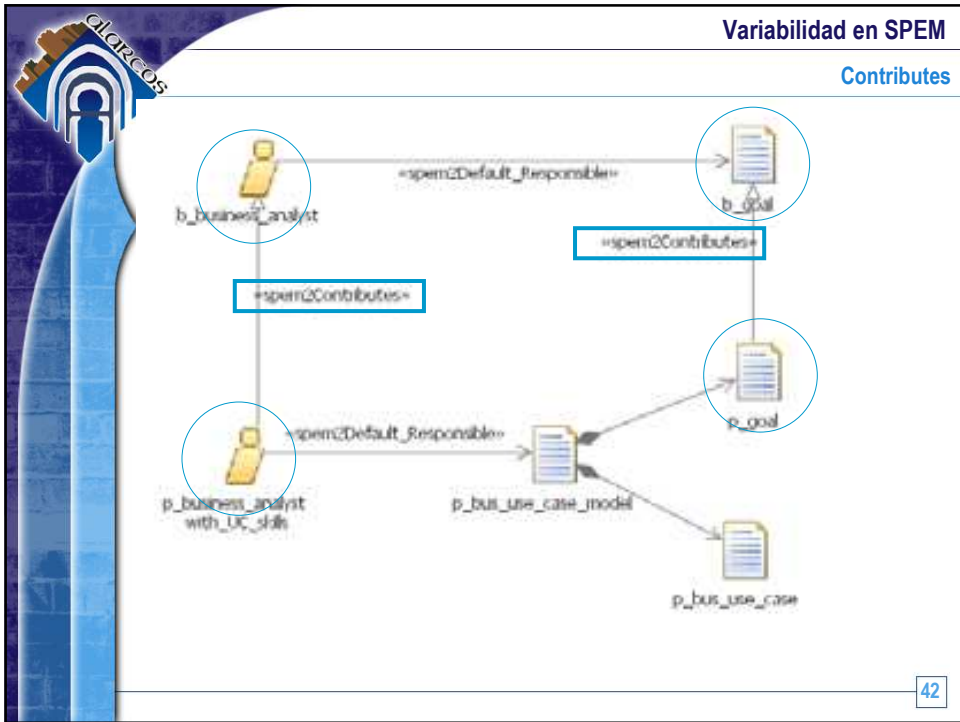 ALARCOS
Variabilidad en SPEM
Contributes
«spem2Default_Responsible»
b_business_analyst
b_goal
«spem2Contributes»
«spem2Contributes»
p_goal
«spem2Default_Responsible»
p_business_analyst
with_UC_skills
p_bus_use_case_model
p_bus_use_case
42